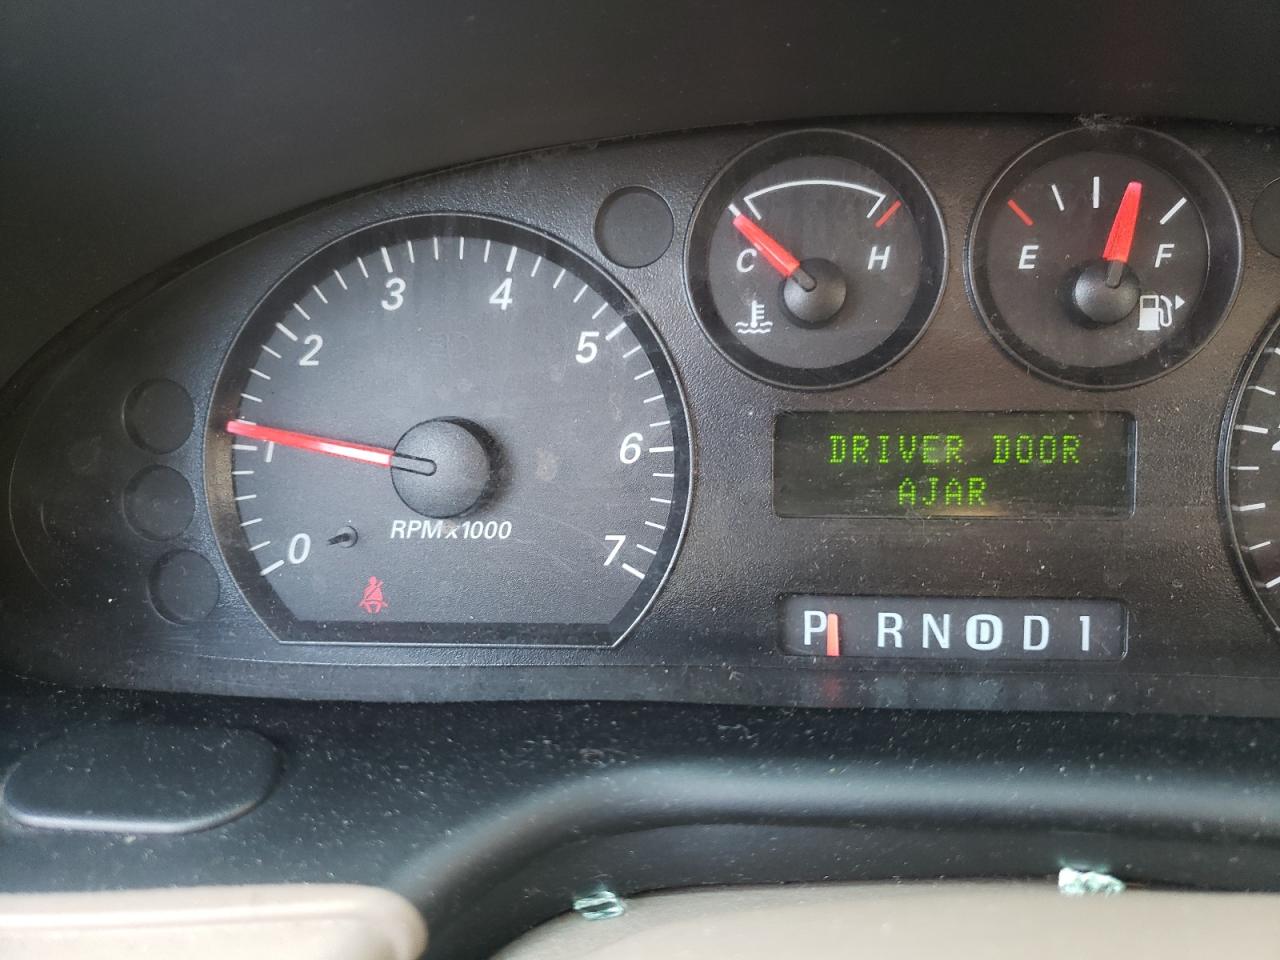 0
1
2
3
4
5
6
7
RPM x1000
C
H
E
F
DRIVER DOOR
AJAR
P R N D D 1